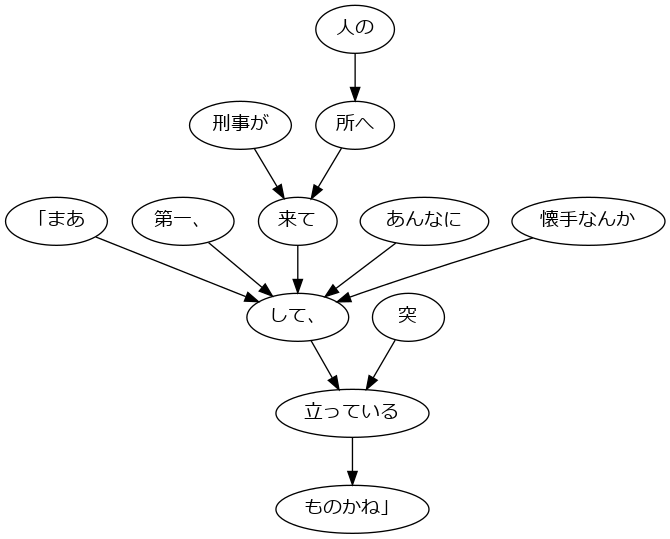 人の
刑事が
所へ
「まあ
第一、
来て
あんなに
懐手なんか
して、
突
立っている
ものかね」